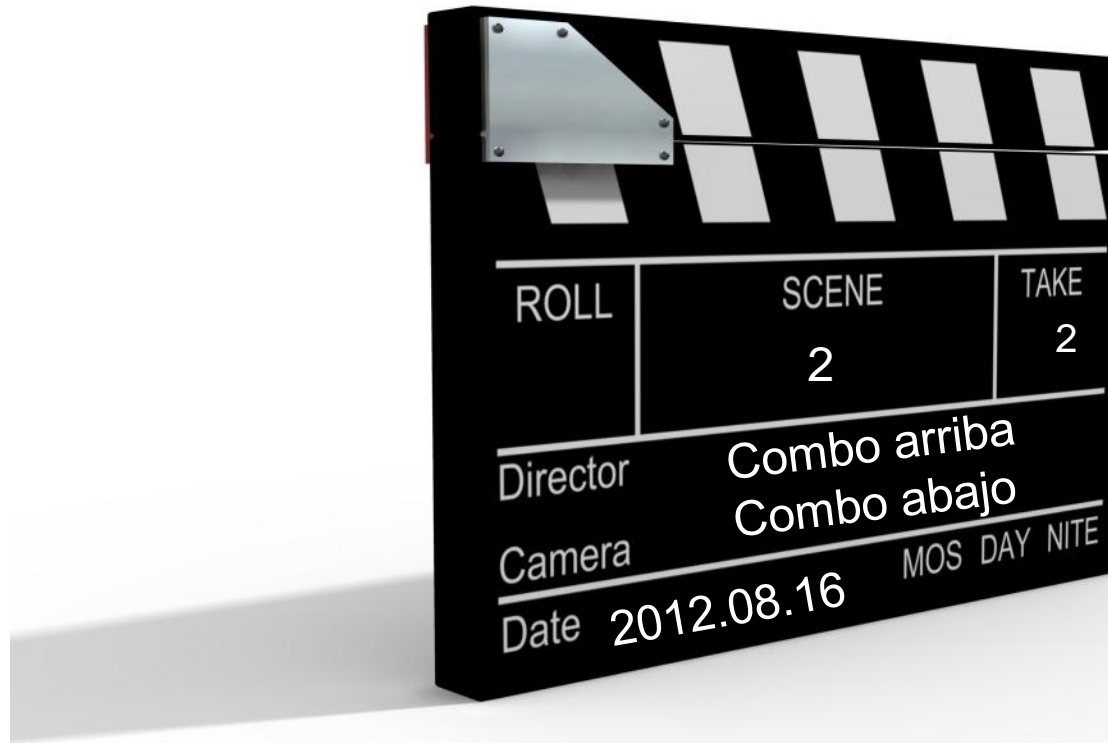 ROLL SCENE TAKE
2 2
Combo arriba
Director
Combo abajo
Camera MOS DAY NITE
Date 2012.08.16